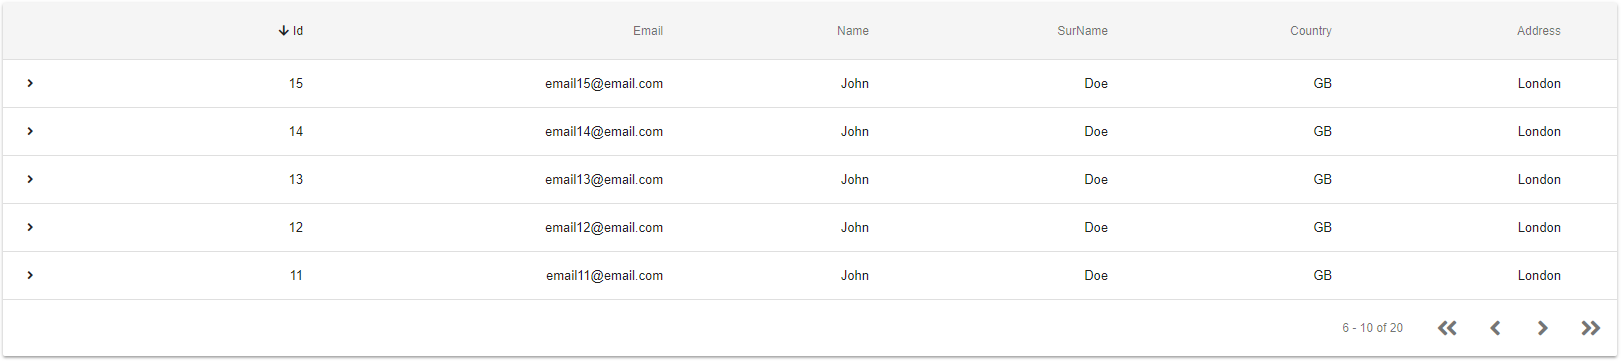 Id Email Name SurName Country Address
15 email15@email.com John Doe GB London
14 email14@email.com John Doe GB London
13 email13@email.com John Doe GB London
12 email12@email.com John Doe GB London
11 email11@email.com John Doe GB London
6 - 10 of 20